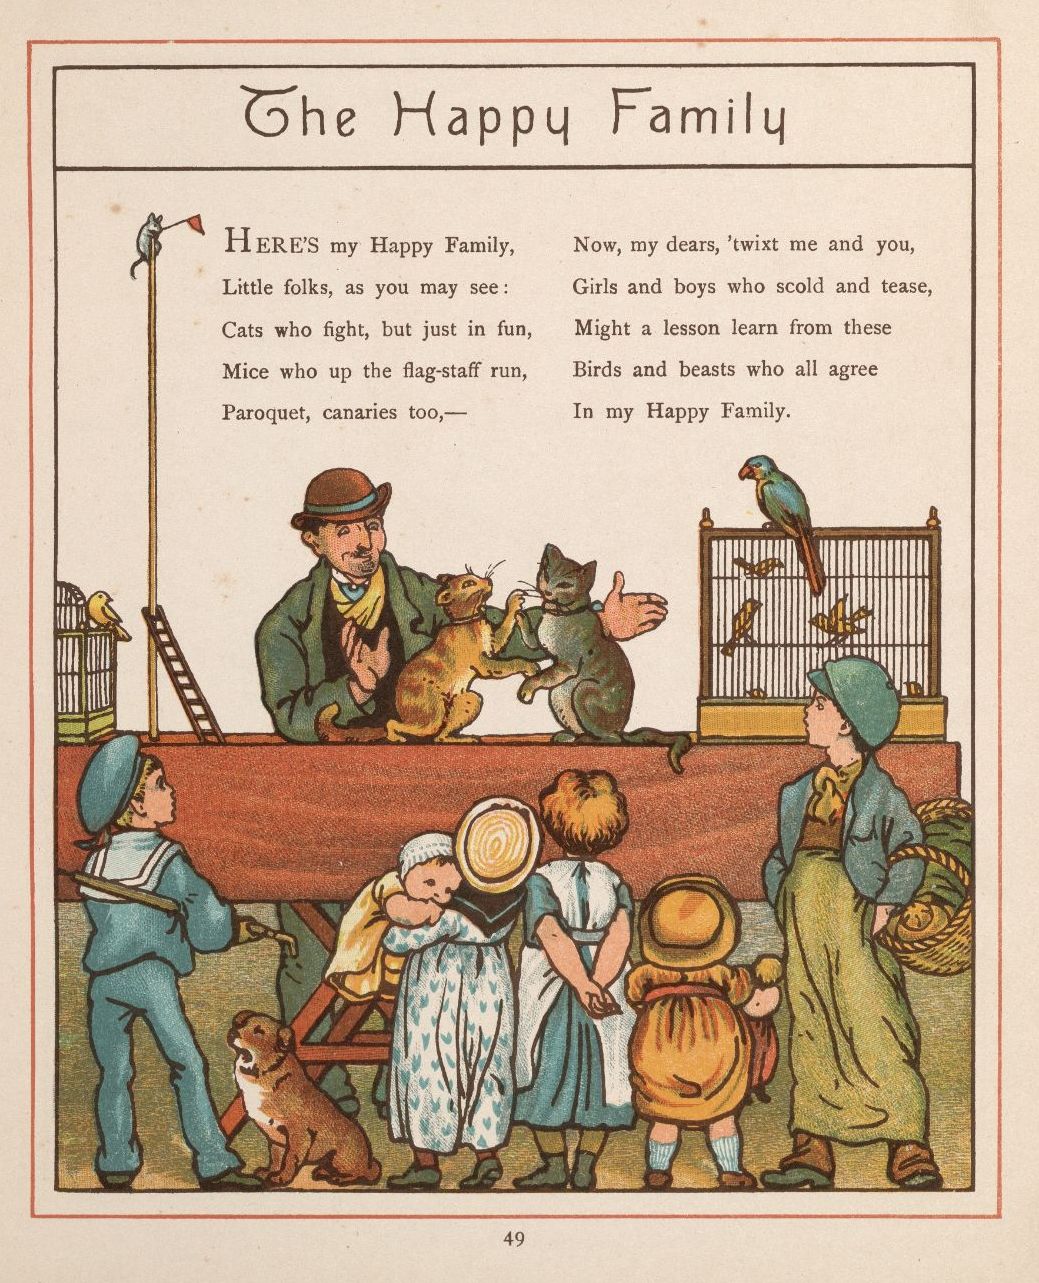 The Happy Family
HERE'S my Happy Family,
Little folks, as you may see:
Cats who fight, but just in fun,
Mice who up the flag-staff run,
Paroquet, canaries too,—
Now, my dears, 'twixt me and you,
Girls and boys who scold and tease,
Might a lesson learn from these
Birds and beasts who all agree
In my Happy Family.
49